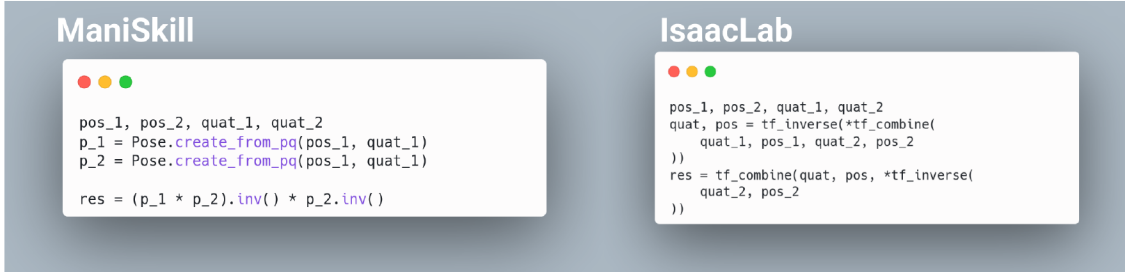 ManiSkill
pos_1, pos_2, quat_1, quat_2
p_1 = Pose.create_from_pq(pos_1, quat_1)
p_2 = Pose.create_from_pq(pos_1, quat_1)
res = (p_1 * p_2).inv() * p_2.inv()
IsaacLab
pos_1, pos_2, quat_1, quat_2
quat, pos = tf_inverse(*tf_combine(
    quat_1, pos_1, quat_2, pos_2
))
res = tf_combine(quat, pos, *tf_inverse(
    quat_2, pos_2
))